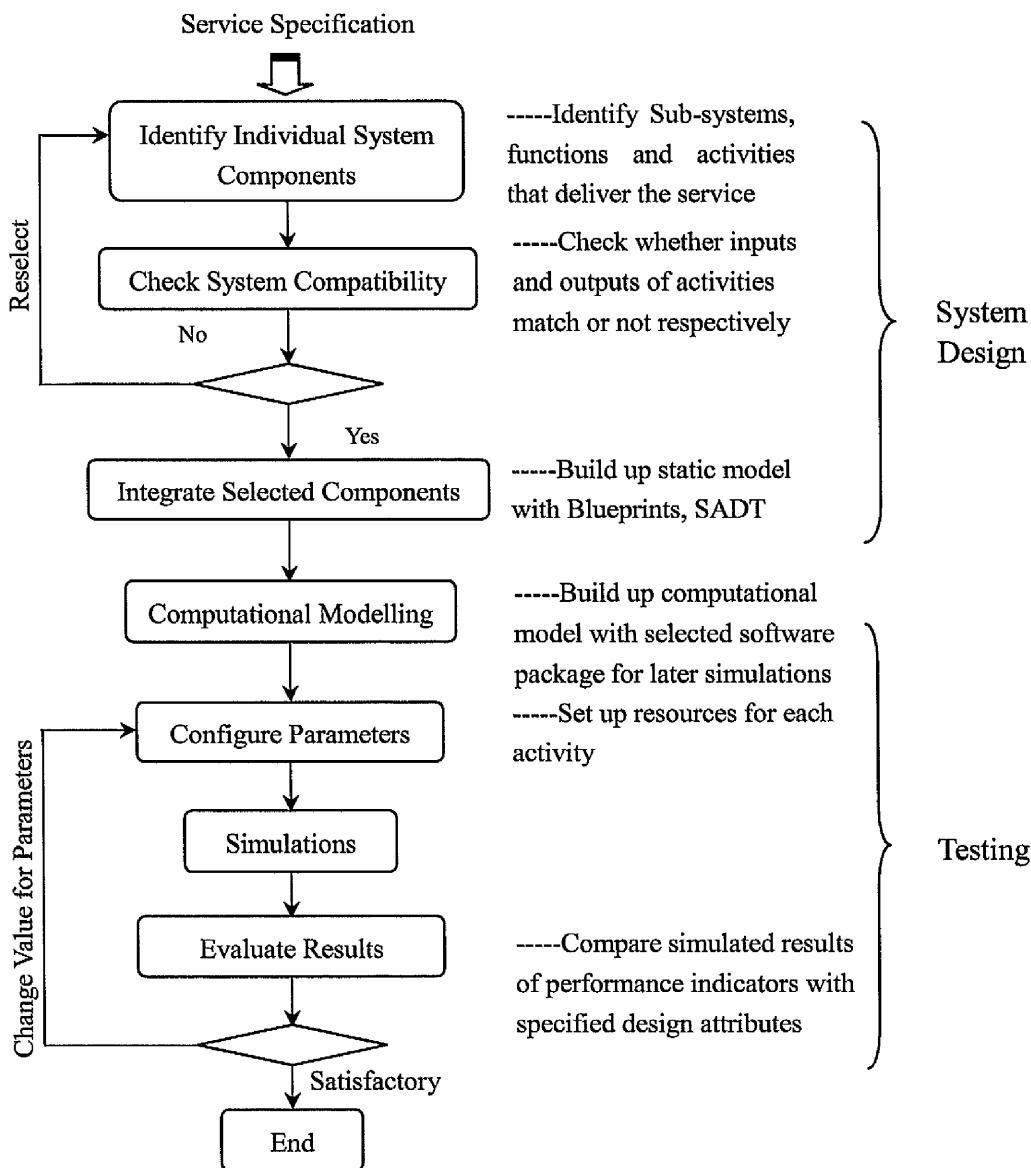 Service Specification
Identify Individual System
Components
-----Identify Sub-systems,
functions and activities
that deliver the service
Reselect
Check System Compatibility
-----Check whether inputs
and outputs of activities
match or not respectively
System
Design
No
Yes
Integrate Selected Components
-----Build up static model
with Blueprints, SADT
Computational Modelling
-----Build up computational
model with selected software
package for later simulations
Configure Parameters
-----Set up resources for each
activity
Change Value for Parameters
Simulations
Testing
Evaluate Results
-----Compare simulated results
of performance indicators with
specified design attributes
Satisfactory
End